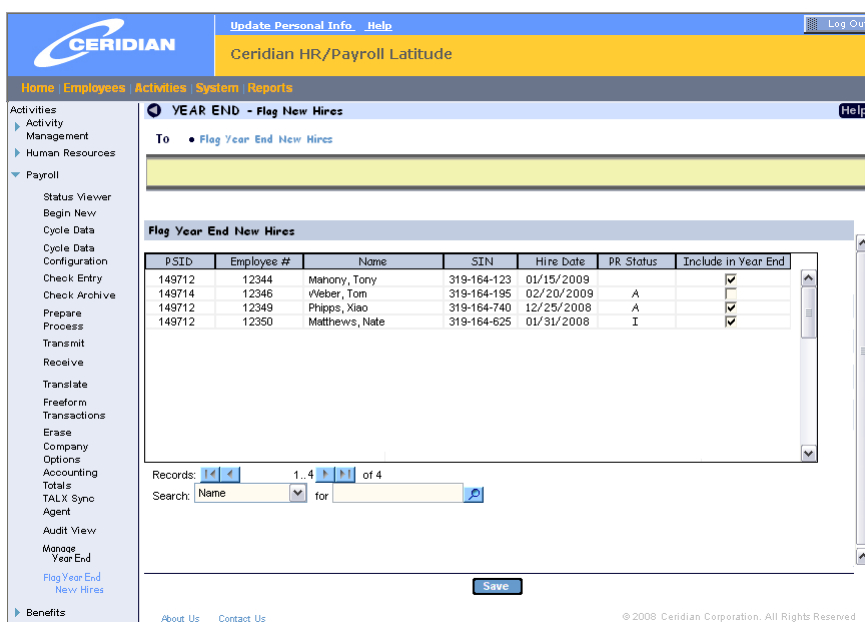 CERIDIAN
Update Personal Info Help
Log Ou
Ceridian HR/Payroll Latitude
Home | Employees | Activities | System | Reports
Activities
Activity
Management
Human Resources
Payroll
Status Viewer
Begin New
Cycle Data
Cycle Data
Configuration
Check Entry
Check Archive
Prepare
Process
Transmit
Receive
Translate
Freeform
Transactions
Erase
Company
Options
Accounting
Totals
TALX Sync
Agent
Audit View
Manage
Year End
Flag Year End
New Hires
Benefits
YEAR END - Flag New Hires
Help
To • Flag Year End New Hires
Flag Year End New Hires
PSID Employee # Name SIN Hire Date PR Status Include in Year End
149712 12344 Mahony, Tony 319-164-123 01/15/2009
149714 12346 Weber, Tom 319-164-195 02/20/2009 A
149712 12349 Phipps, Xiao 319-164-740 12/25/2008 A
149712 12350 Matthews, Nate 319-164-625 01/31/2008 I
Records: 1..4 of 4
Search: Name for
Save
About Us Contact Us
©2008 Ceridian Corporation. All Rights Reserved